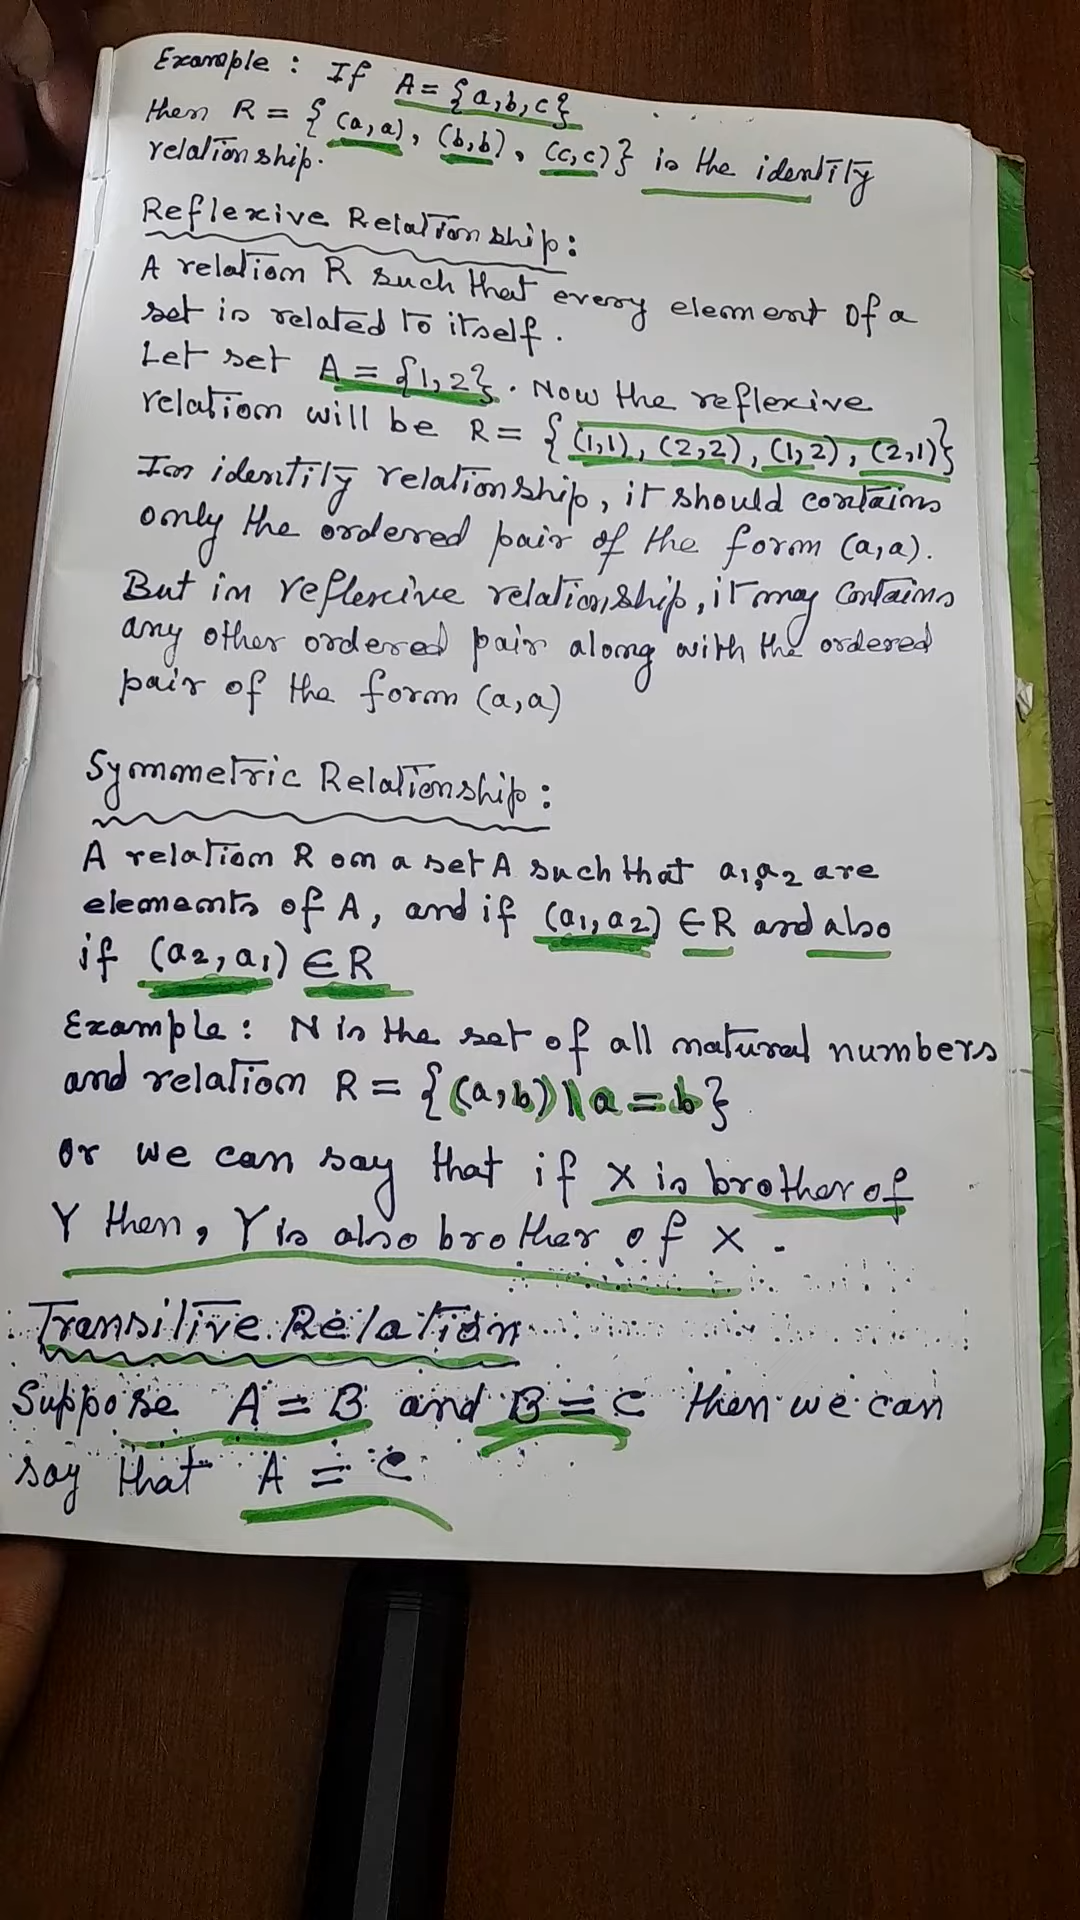 Example : If A = {a,b,c}
then R = { (a,a), (b,b), (c,c)} is the identity
relationship.
Reflexive Relationship:
A relation R such that every element of a
set is related to itself.
Let set A = {1,2}. Now the reflexive
relation will be R = { (1,1), (2,2), (1,2), (2,1)}
In identity relationship, it should contains
only the ordered pair of the form (a,a).
But in reflexive relationship, it may contains
any other ordered pair along with the ordered
pair of the form (a,a)
Symmetric Relationship :
A relation R on a set A such that a1,a2 are
elements of A, and if (a1,a2) ∈ R and also
if (a2,a1) ∈ R
Example : N is the set of all natural numbers
and relation R = {(a,b) | a = b}
Or we can say that if X is brother of
Y then, Y is also brother of X.
Transitive Relation
Suppose A = B and B = C then we can
say that A = C